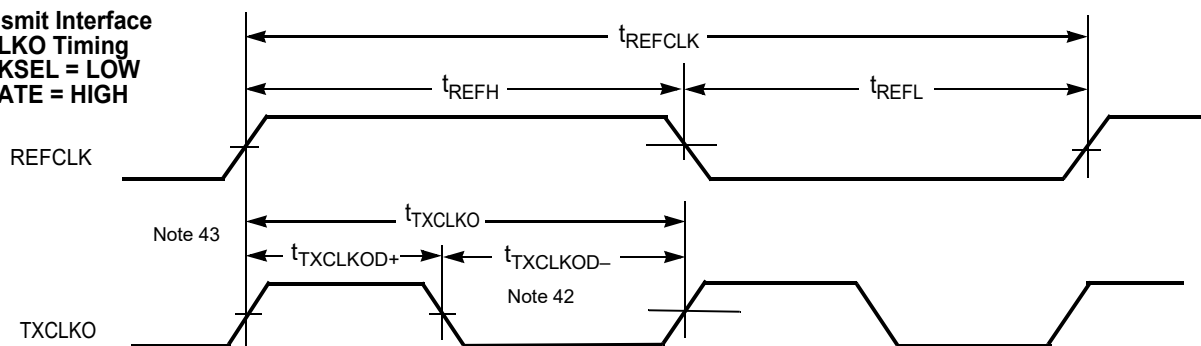 smit Interface
LKO Timing
KSEL = LOW
ATE = HIGH
tREFCLK
tREFH
tREFL
REFCLK
tTXCLKO
Note 43
tTXCLKOD+
tTXCLKOD–
Note 42
TXCLKO